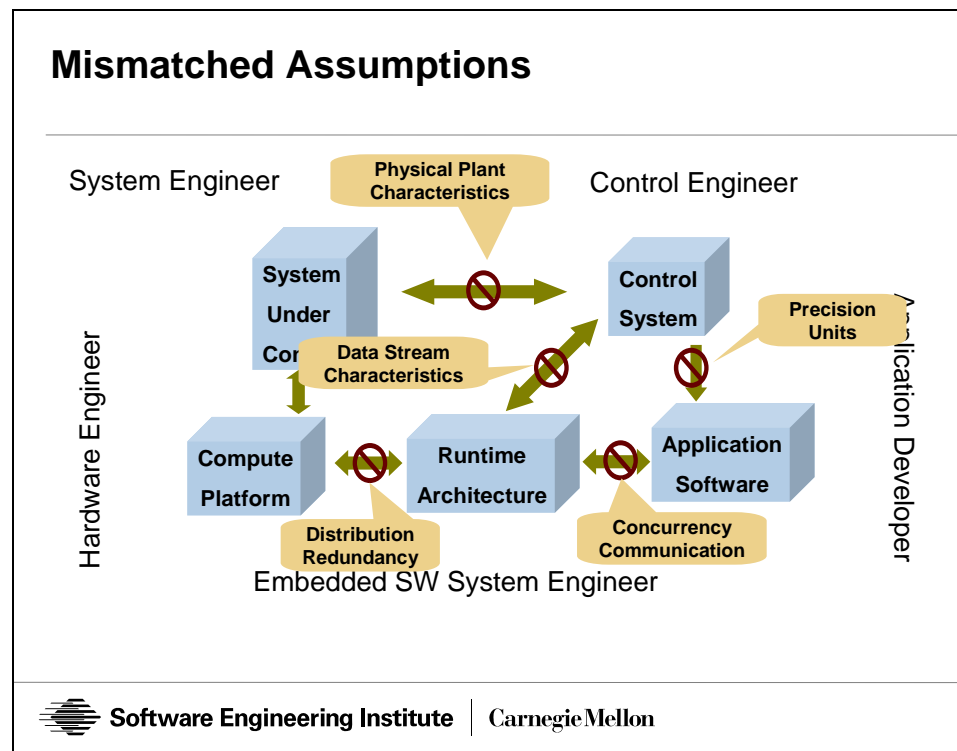 Mismatched Assumptions
System Engineer
Physical Plant
Characteristics
Control Engineer
System
Under
Control
System
Precision
Units
Data Stream
Characteristics
Hardware Engineer
Compute
Platform
Runtime
Architecture
Application
Software
Application Developer
Distribution
Redundancy
Concurrency
Communication
Embedded SW System Engineer
Software Engineering Institute
Carnegie Mellon